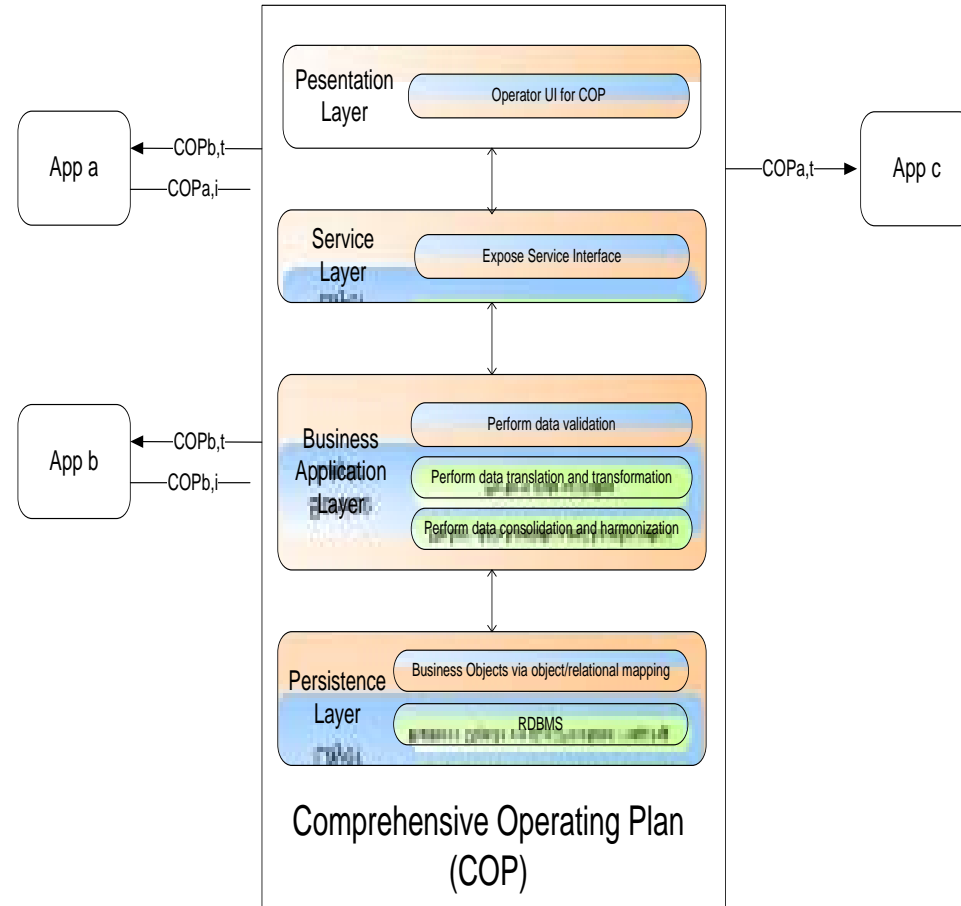 Pesentation
Layer
Operator UI for COP
App a
COPb,t
COPa,i
COPa,t
App c
Service
Layer
Expose Service Interface
App b
COPb,t
COPb,i
Business
Application
Layer
Perform data validation
Perform data translation and transformation
Perform data consolidation and harmonization
Persistence
Layer
Business Objects via object/relational mapping
RDBMS
Comprehensive Operating Plan
(COP)